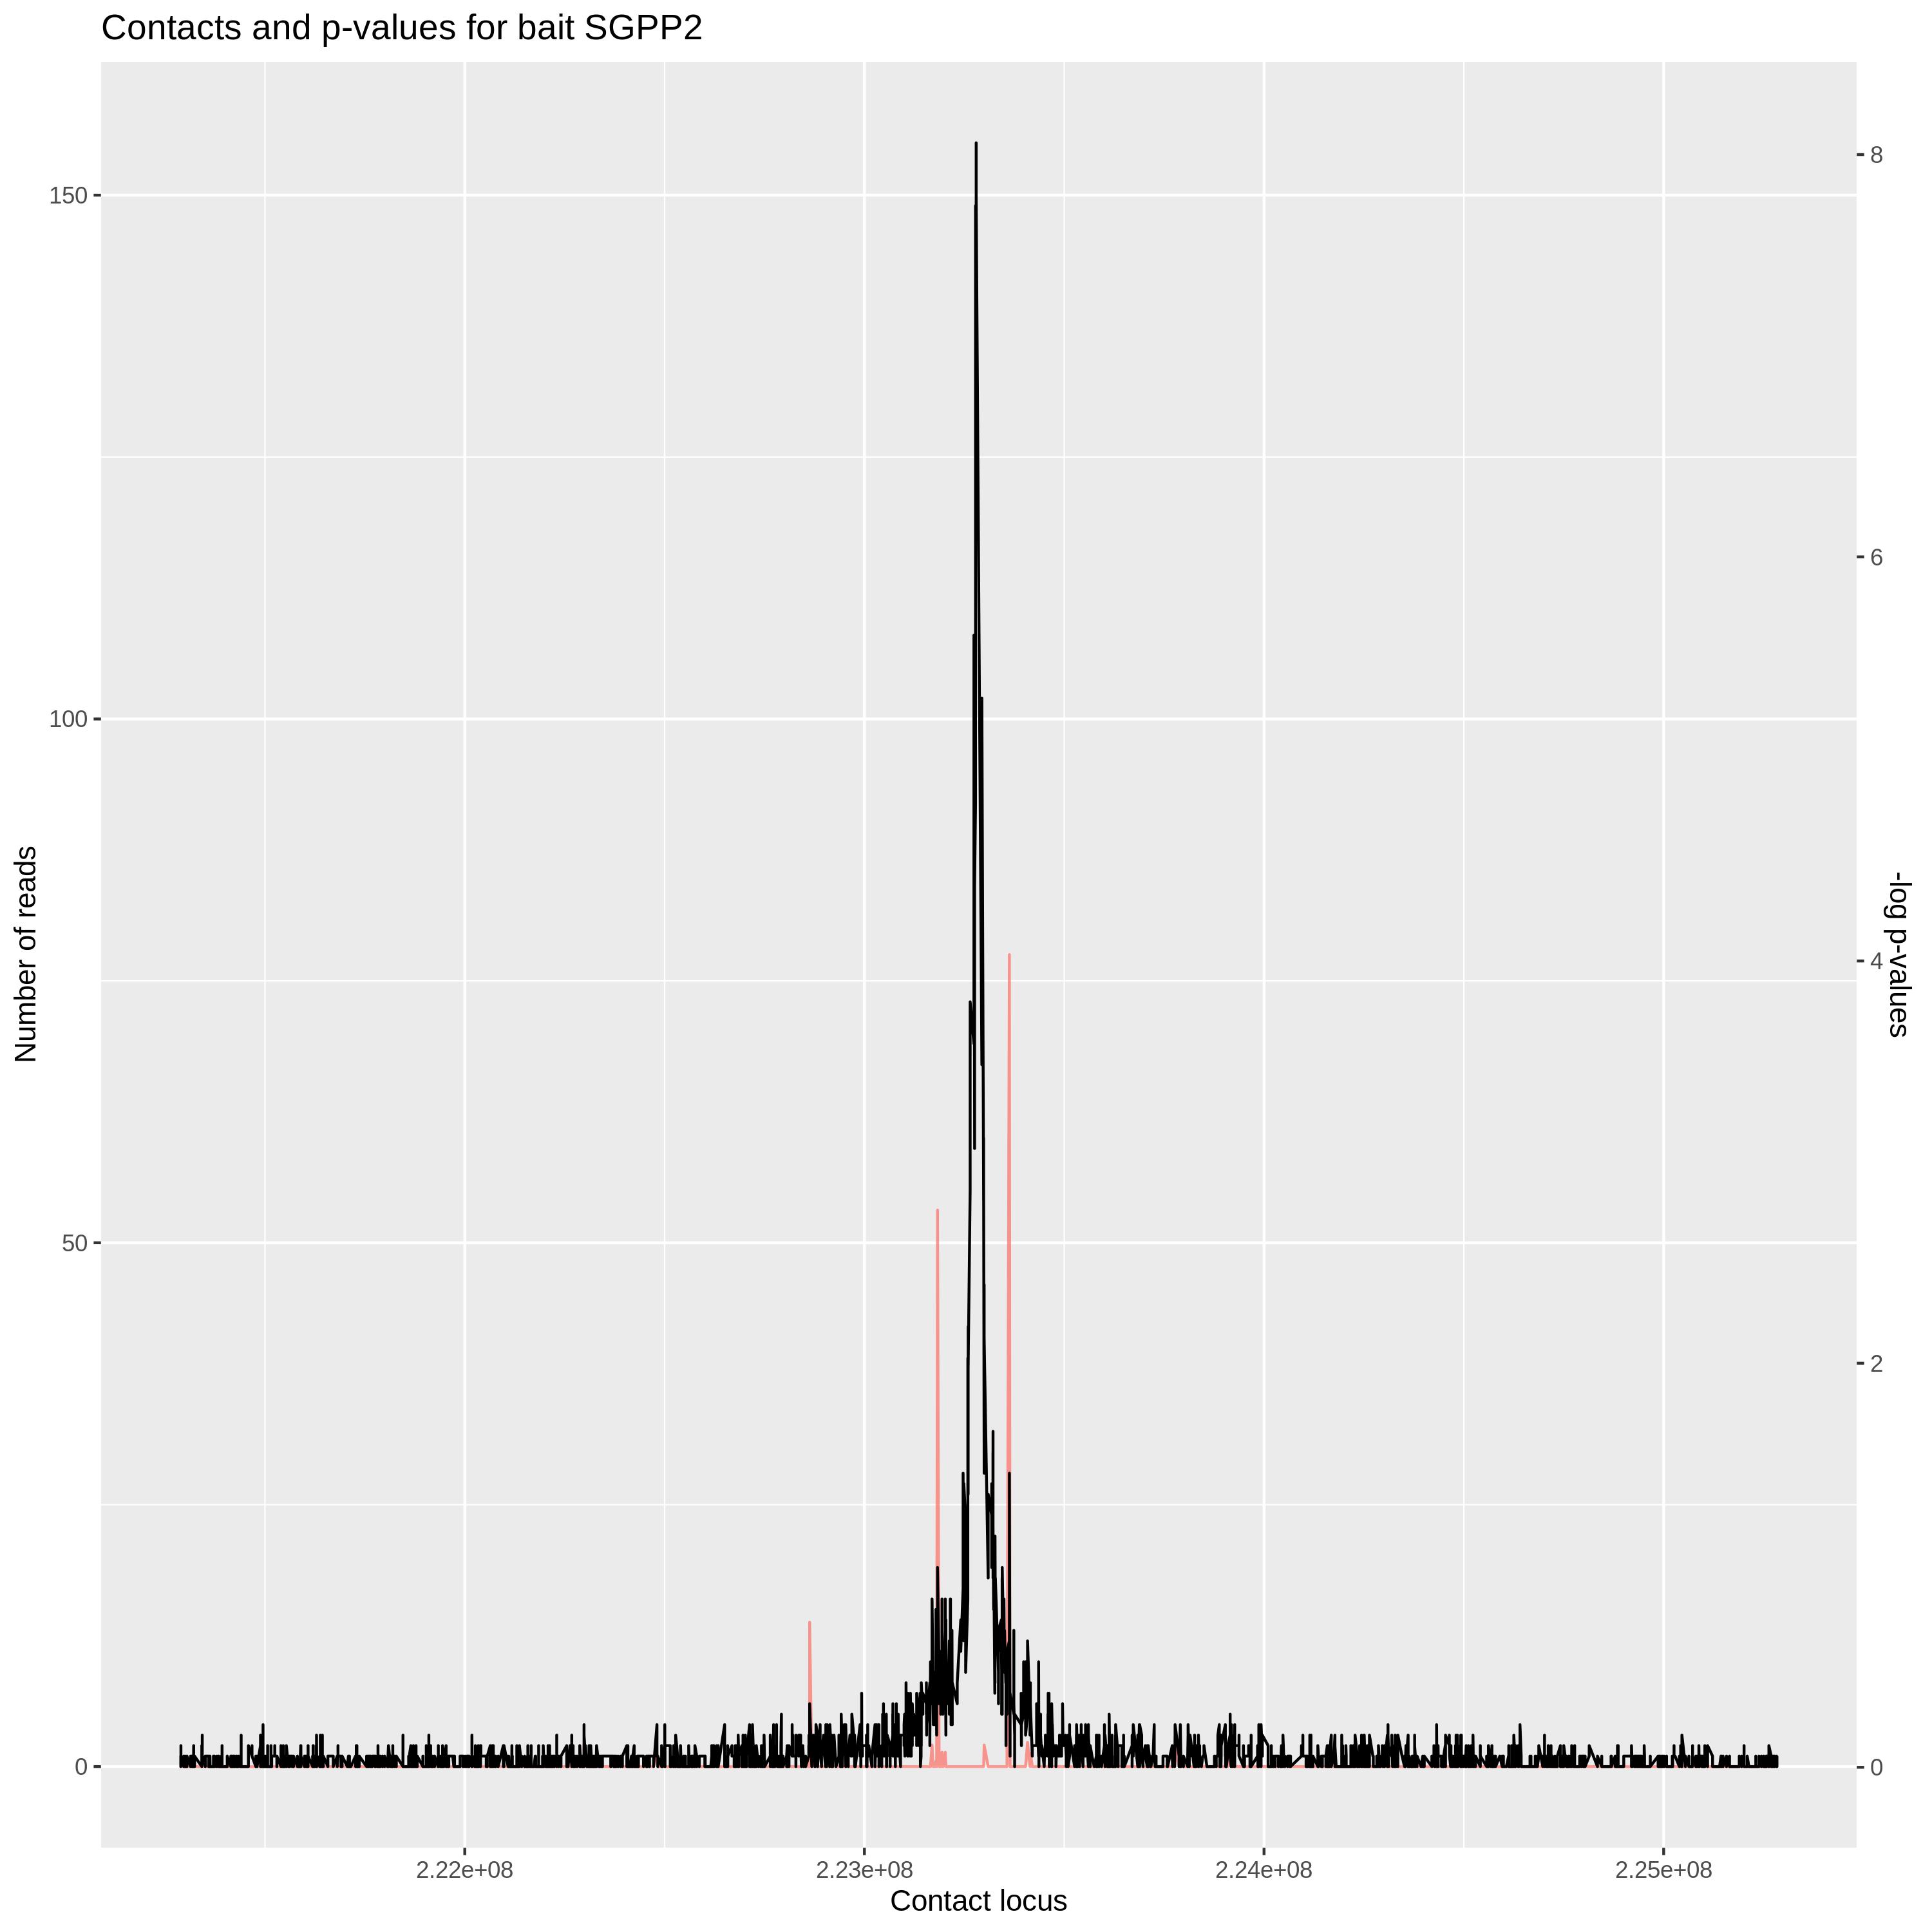 Contacts and p-values for bait SGPP2
150
100
50
0
Number of reads
8
6
4
2
0
-log p-values
2.22e+08 2.23e+08 2.24e+08 2.25e+08
Contact locus